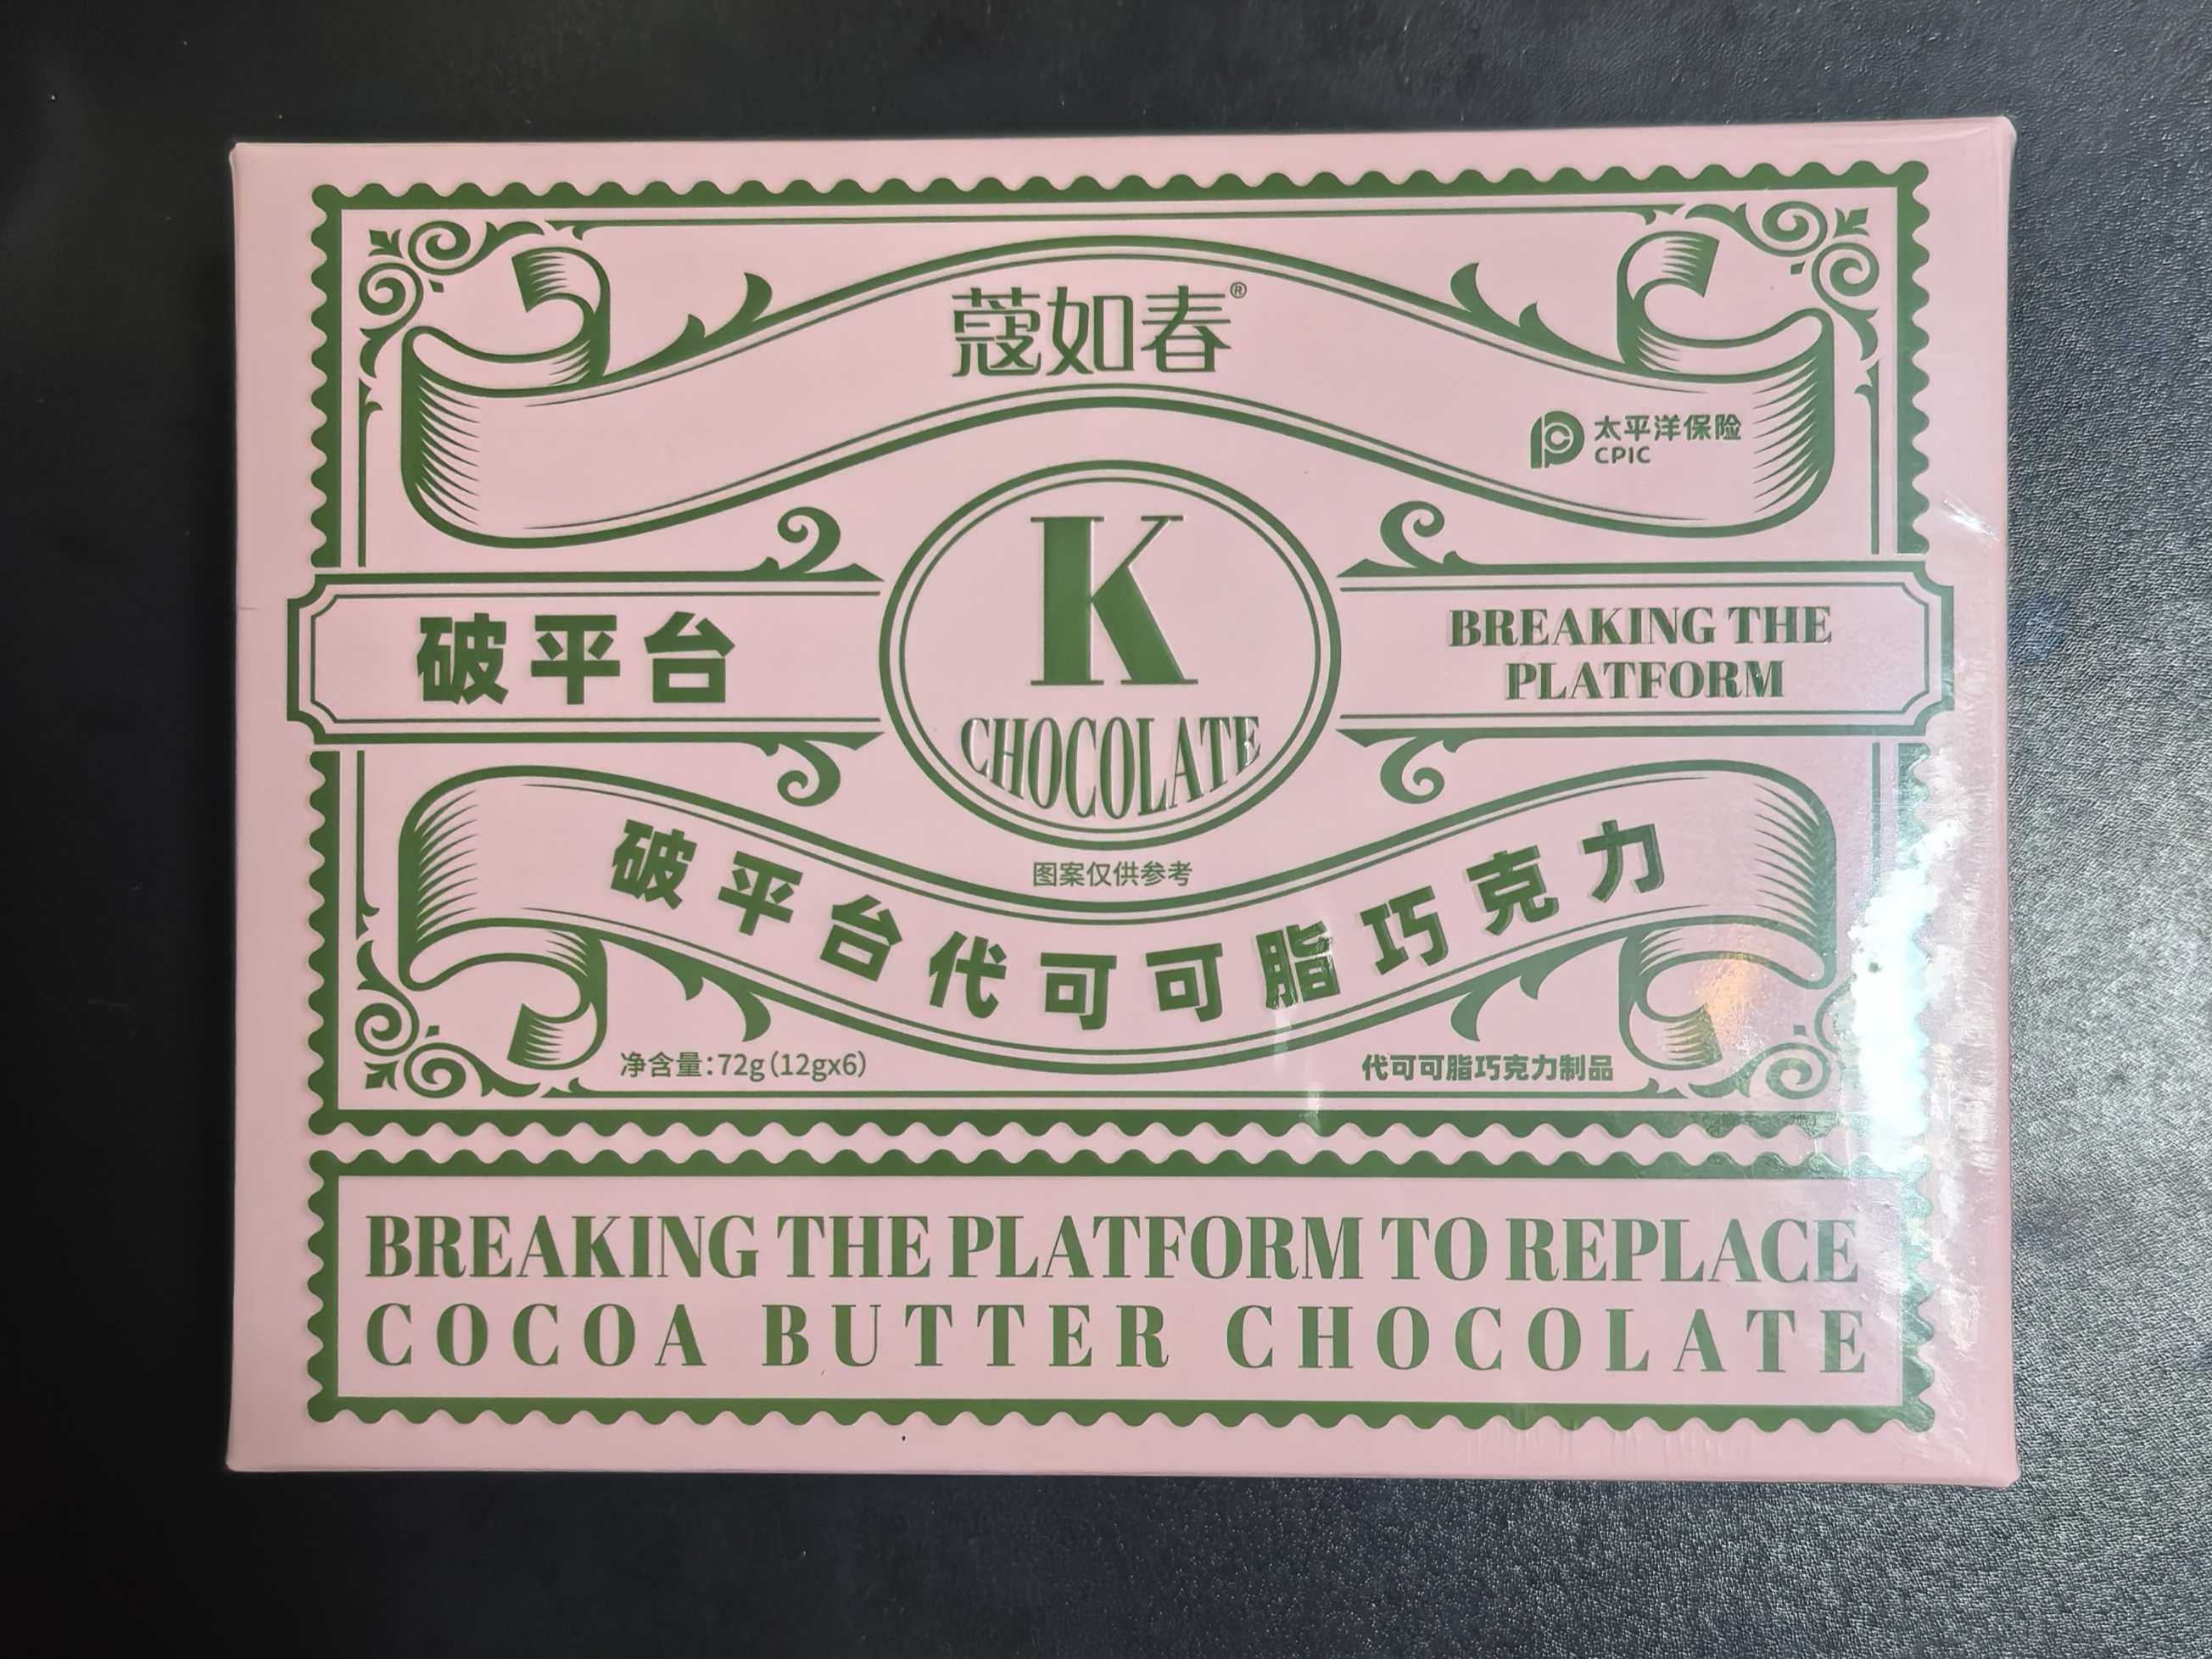 蔻如春®
太平洋保险
CPIC
K
CHOCOLATE
破平台
BREAKING THE
PLATFORM
图案仅供参考
破平台代可可脂巧克力
净含量:72g(12gx6)
代可可脂巧克力制品
BREAKING THE PLATFORM TO REPLACE
COCOA BUTTER CHOCOLATE